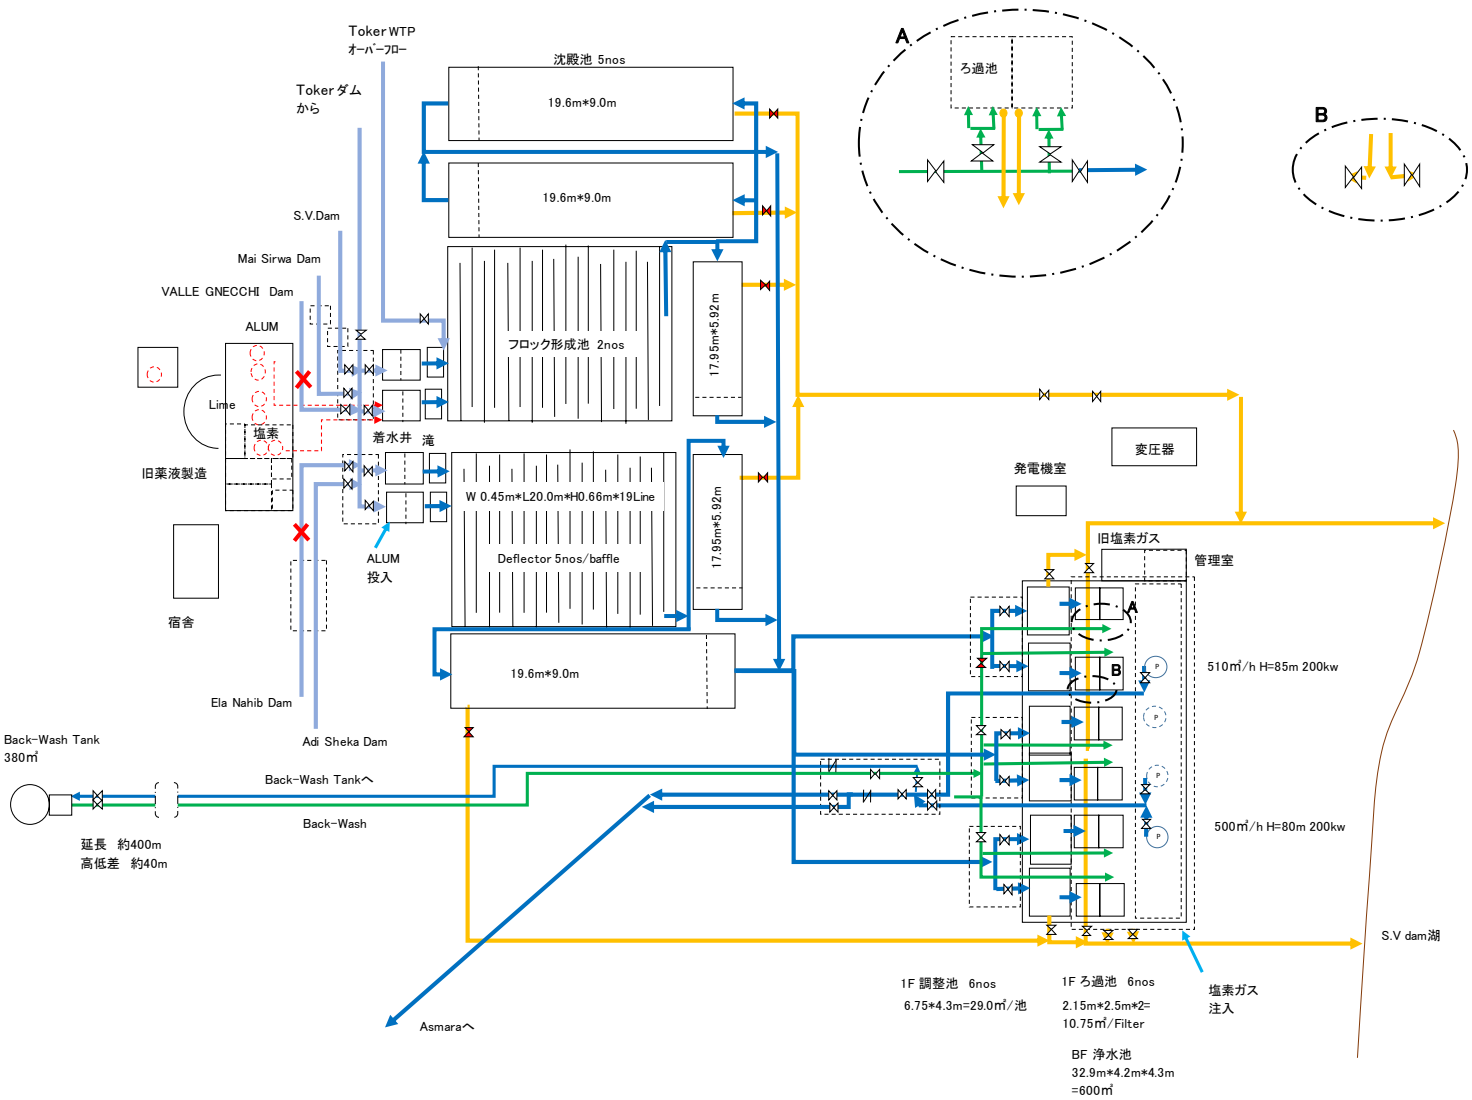 Toker WTP
オーバーフロー
Tokerダム
から
沈殿池 5nos
19.6m*9.0m
19.6m*9.0m
S.V.Dam
Mai Sirwa Dam
VALLE GNECCHI Dam
ALUM
Lime
塩素
旧薬液製造
宿舎
着水井
滝
フロック形成池 2nos
17.95m*5.92m
17.95m*5.92m
W 0.45m*L20.0m*H0.66m*19Line
Deflector 5nos/baffle
ALUM
投入
19.6m*9.0m
Ela Nahib Dam
Adi Sheka Dam
Back-Wash Tank
380㎥
Back-Wash Tankへ
Back-Wash
延長 約400m
高低差 約40m
Asmaraへ
A
ろ過池
B
変圧器
発電機室
旧塩素ガス
管理室
A
B
P
P
P
P
510㎥/h H=85m 200kw
500㎥/h H=80m 200kw
S.V dam湖
塩素ガス
注入
1F 調整池 6nos
6.75*4.3m=29.0㎡/池
1F ろ過池 6nos
2.15m*2.5m*2=
10.75㎡/Filter
BF 浄水池
32.9m*4.2m*4.3m
=600㎥